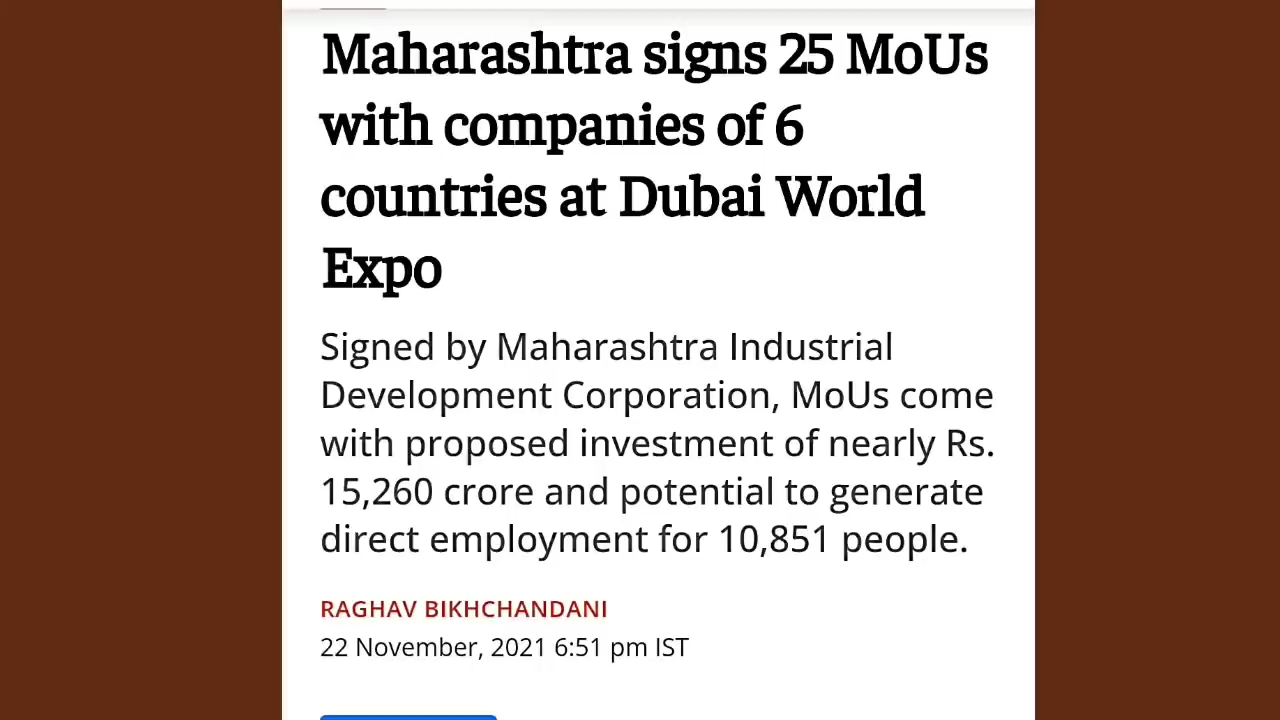 Maharashtra signs 25 MoUs
with companies of 6
countries at Dubai World
Expo
Signed by Maharashtra Industrial
Development Corporation, MoUs come
with proposed investment of nearly Rs.
15,260 crore and potential to generate
direct employment for 10,851 people.
RAGHAV BIKHCHANDANI
22 November, 2021 6:51 pm IST